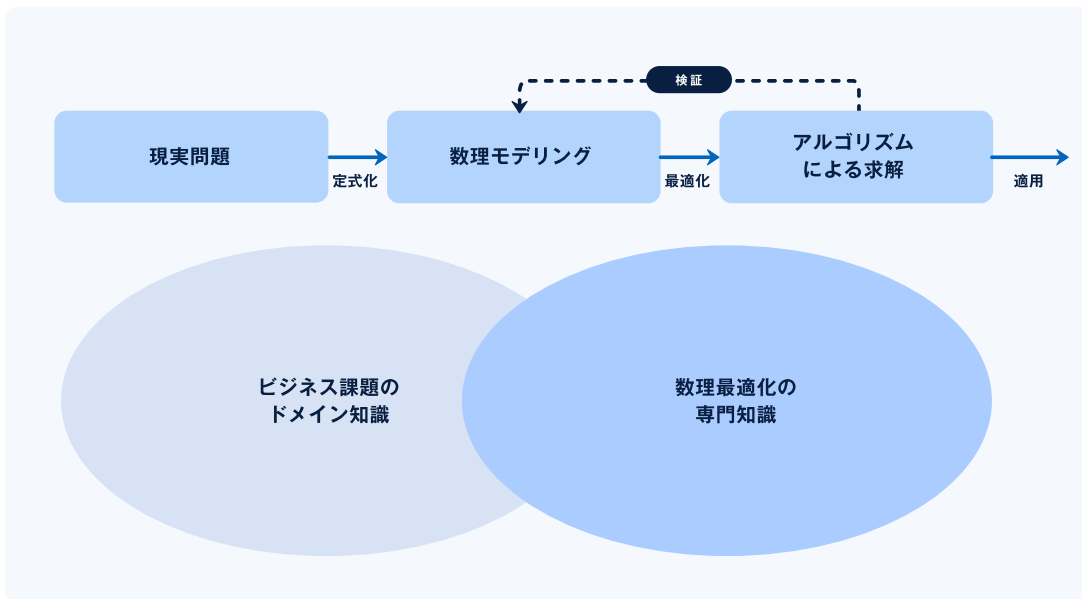 検証
現実問題
定式化
数理モデリング
最適化
アルゴリズム
による求解
適用
ビジネス課題の
ドメイン知識
数理最適化の
専門知識